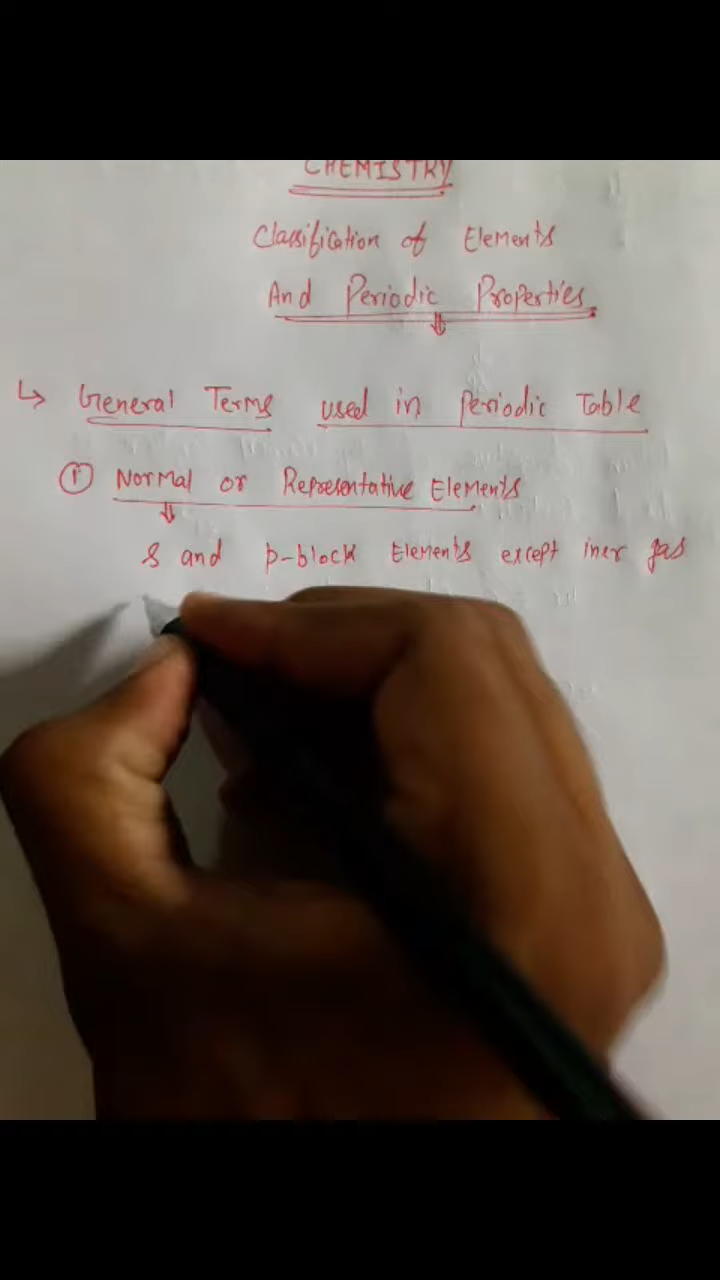 CHEMISTRY
Classification of Elements
And Periodic Properties
↳ General Terms used in Periodic Table
① Normal or Representative Elements
s and p-block Elements except iner gas